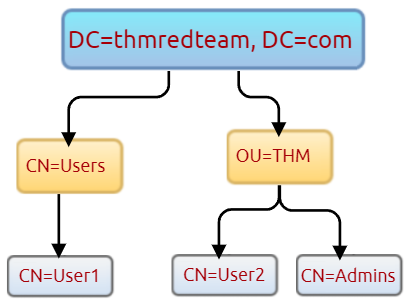 DC=thmredteam, DC=com
CN=Users
OU=THM
CN=User1
CN=User2
CN=Admins